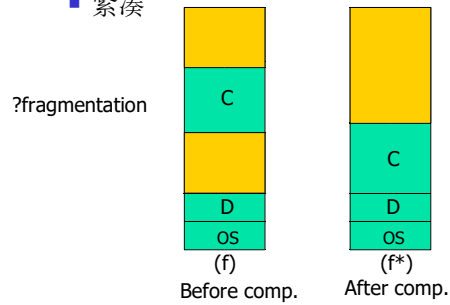 ▪ 紧凑
?fragmentation
C
D
OS
(f)
Before comp.
C
D
OS
(f*)
After comp.